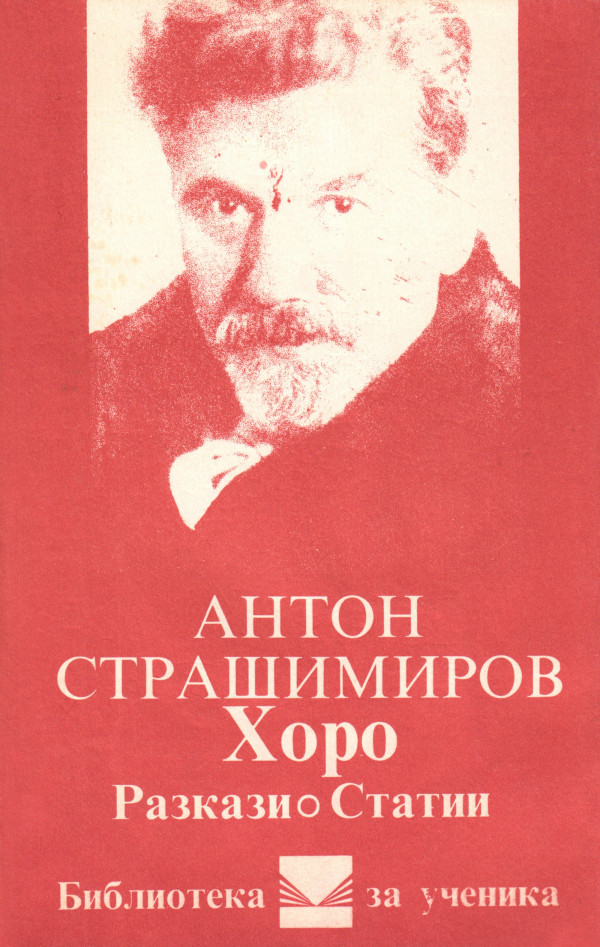 АНТОН
СТРАШИМИРОВ
Хоро
Разкази о Статии
Библиотека за ученика